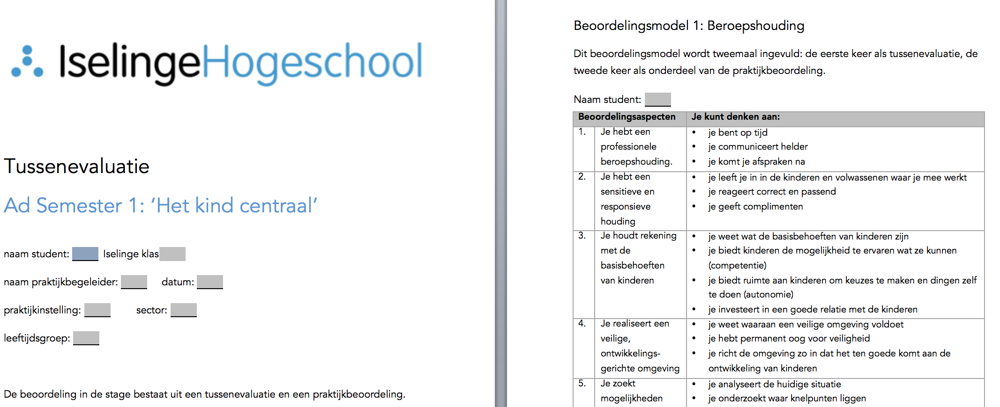 IselingeHogeschool
Tussenevaluatie
Ad Semester 1: ‘Het kind centraal’
naam student: Iselinge klas
naam praktijkbegeleider: datum:
praktijkinstelling: sector:
leeftijdsgroep:
De beoordeling in de stage bestaat uit een tussenevaluatie en een praktijkbeoordeling.
Beoordelingsmodel 1: Beroepshouding
Dit beoordelingsmodel wordt tweemaal ingevuld: de eerste keer als tussenevaluatie, de
tweede keer als onderdeel van de praktijkbeoordeling.
Naam student:
Beoordelingsaspecten
Je kunt denken aan:
1.
Je hebt een
professionele
beroepshouding.
• je bent op tijd
• je communiceert helder
• je komt je afspraken na
2.
Je hebt een
sensitieve en
responsieve
houding
• je leeft je in in de kinderen en volwassenen waar je mee werkt
• je reageert correct en passend
• je geeft complimenten
3.
Je houdt rekening
met de
basisbehoeften
van kinderen
• je weet wat de basisbehoeften van kinderen zijn
• je biedt kinderen de mogelijkheid te ervaren wat ze kunnen
(competentie)
• je biedt ruimte aan kinderen om keuzes te maken en dingen zelf
te doen (autonomie)
• je investeert in een goede relatie met de kinderen
4.
Je realiseert een
veilige,
ontwikkelings-
gerichte omgeving
• je weet waaraan een veilige omgeving voldoet
• je hebt permanent oog voor veiligheid
• je richt de omgeving zo in dat het ten goede komt aan de
ontwikkeling van kinderen
5.
Je zoekt
mogelijkheden
• je analyseert de huidige situatie
• je onderzoekt waar knelpunten liggen